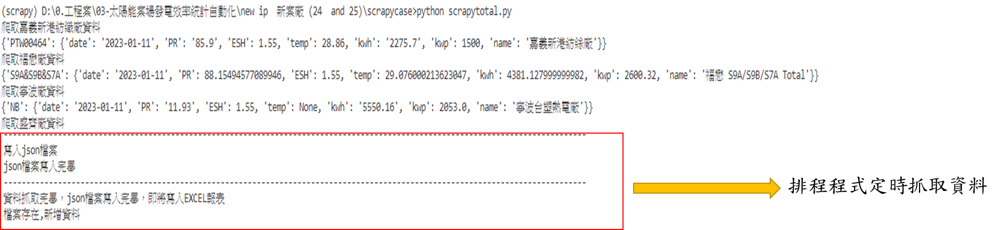 (scrapy) D:\0.工程案\03-太陽能案場發電效率統計自動化\new ip  新案廠 (24  and 25)\scrapycase>python scrapytotal.py
爬取嘉義新港紡織廠資料
{'PTW00464': {'date': '2023-01-11', 'PR': '85.9', 'ESH': 1.55, 'temp': 28.86, 'kwh': '2275.7', 'kwp': 1500, 'name': '嘉義新港紡絲廠'}}
爬取福懋廠資料
{'S9A&S9B&S7A': {'date': '2023-01-11', 'PR': 88.15494577089946, 'ESH': 1.55, 'temp': 29.076000213623047, 'kwh': 4381.127999999982, 'kwp': 2600.32, 'name': '福懋 S9A/S9B/S7A Total'}}
爬取寧波廠資料
{'NB': {'date': '2023-01-11', 'PR': '11.93', 'ESH': 1.55, 'temp': None, 'kwh': '5550.16', 'kwp': 2053.0, 'name': '寧波台塑熱電廠'}}
爬取盛齊廠資料
寫入json檔案
json檔案寫入完畢
資料抓取完畢，json檔案寫入完畢，即將寫入EXCEL報表
檔案存在,新增資料
排程程式定時抓取資料